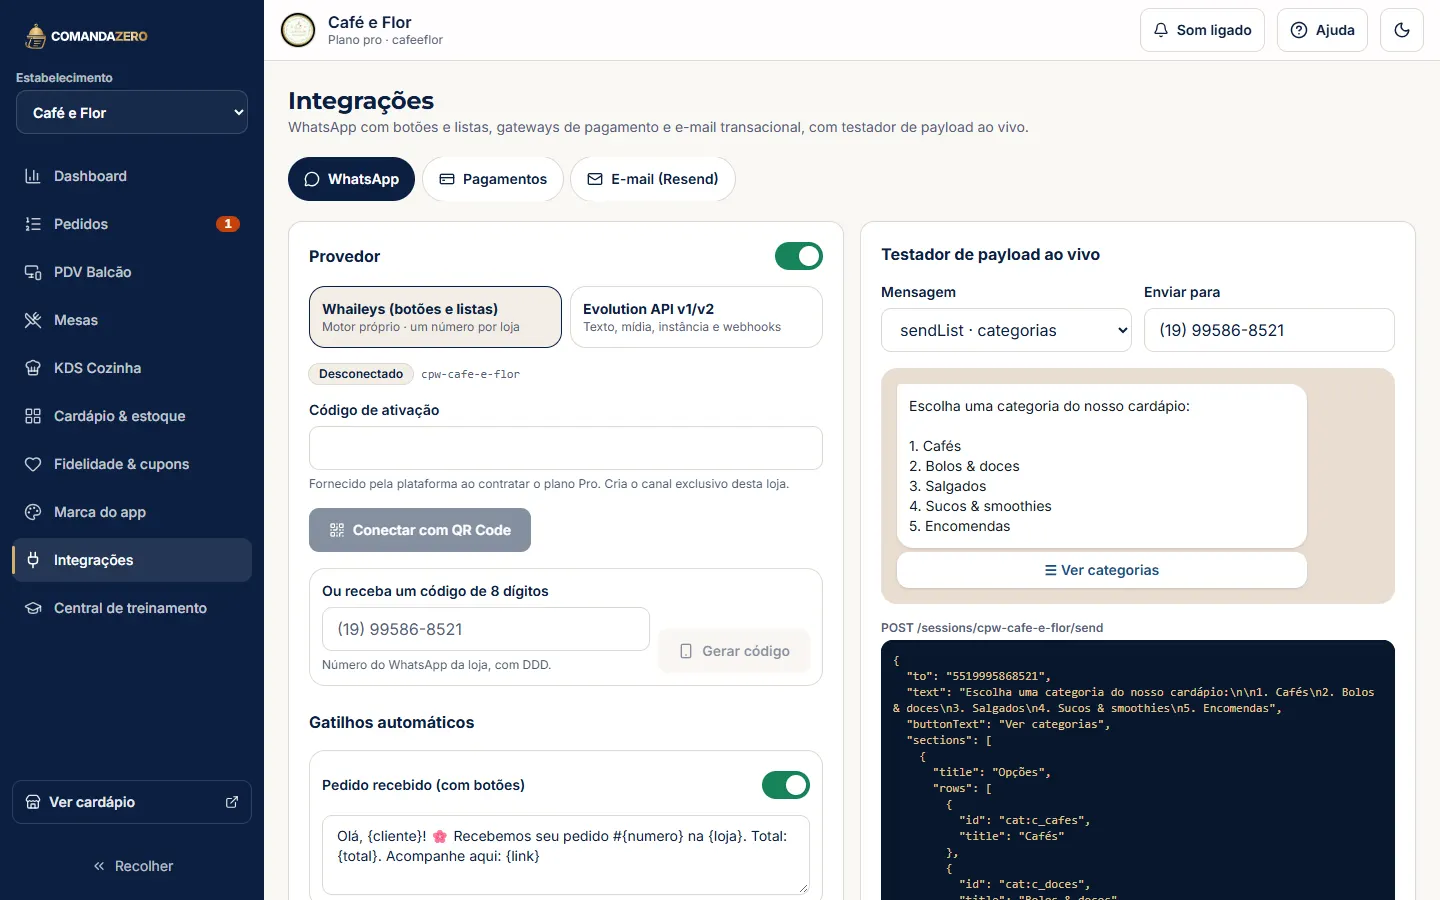 COMANDAZERO
Estabelecimento
Café e Flor
Dashboard
Pedidos
1
PDV Balcão
Mesas
KDS Cozinha
Cardápio & estoque
Fidelidade & cupons
Marca do app
Integrações
Central de treinamento
Ver cardápio
Recolher
Café e Flor
Plano pro · cafeeflor
Som ligado
Ajuda
Integrações
WhatsApp com botões e listas, gateways de pagamento e e-mail transacional, com testador de payload ao vivo.
WhatsApp
Pagamentos
E-mail (Resend)
Provedor
Whaileys (botões e listas)
Motor próprio · um número por loja
Evolution API v1/v2
Texto, mídia, instância e webhooks
Desconectado
cpw-cafe-e-flor
Código de ativação
Fornecido pela plataforma ao contratar o plano Pro. Cria o canal exclusivo desta loja.
Conectar com QR Code
Ou receba um código de 8 dígitos
(19) 99586-8521
Número do WhatsApp da loja, com DDD.
Gerar código
Gatilhos automáticos
Pedido recebido (com botões)
Olá, {cliente}! 🌸 Recebemos seu pedido #{numero} na {loja}. Total:
{total}. Acompanhe aqui: {link}
Testador de payload ao vivo
Mensagem
sendList · categorias
Enviar para
(19) 99586-8521
Escolha uma categoria do nosso cardápio:
1. Cafés
2. Bolos & doces
3. Salgados
4. Sucos & smoothies
5. Encomendas
☰ Ver categorias
POST /sessions/cpw-cafe-e-flor/send
{
"to": "5519995868521",
"text": "Escolha uma categoria do nosso cardápio:\n\n1. Cafés\n2. Bolos
& doces\n3. Salgados\n4. Sucos & smoothies\n5. Encomendas",
"buttonText": "Ver categorias",
"sections": [
{
"title": "Opções",
"rows": [
{
"id": "cat:c_cafes",
"title": "Cafés"
},
{
"id": "cat:c_doces",
"title": "Bolos & doces"